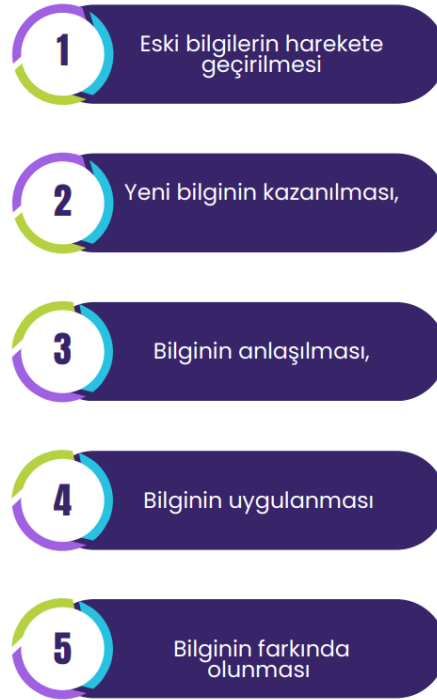 1
Eski bilgilerin harekete
geçirilmesi
2
Yeni bilginin kazanılması,
3
Bilginin anlaşılması,
4
Bilginin uygulanması
5
Bilginin farkında
olunması